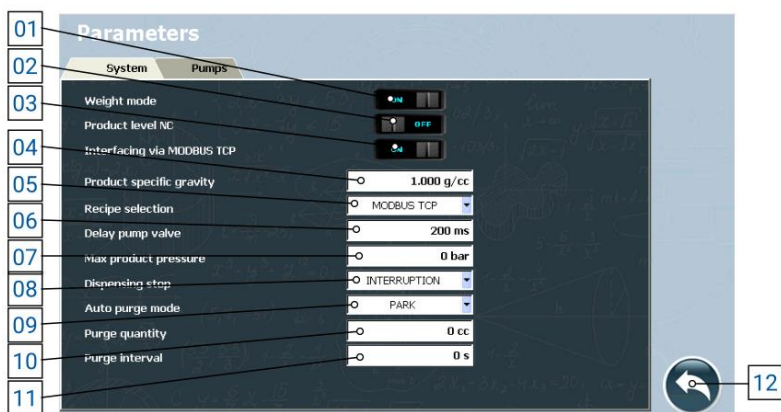 Parameters
System Pumps
01 Weight mode ON
02 Product level NC OFF
03 Interfacing via MODBUS TCP ON
04 Product specific gravity 1.000 g/cc
05 Recipe selection MODBUS TCP
06 Delay pump valve 200 ms
07 Max product pressure 0 bar
08 Dispensing stop INTERRUPTION
09 Auto purge mode PARK
10 Purge quantity 0 cc
11 Purge interval 0 s
12